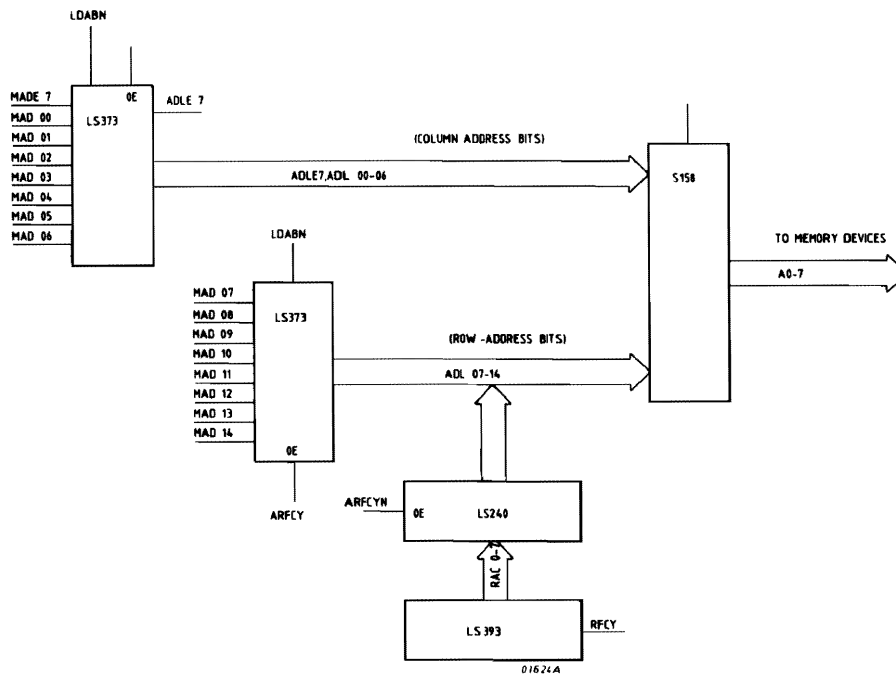 LDABN
OE
MADE 7
ADLE 7
LS373
MAD 00
MAD 01
MAD 02
MAD 03
MAD 04
MAD 05
MAD 06
(COLUMN ADDRESS BITS)
ADLE7,ADL 00-06
S158
TO MEMORY DEVICES
A0-7
LDABN
MAD 07
LS373
MAD 08
MAD 09
MAD 10
MAD 11
MAD 12
MAD 13
MAD 14
OE
(ROW -ADDRESS BITS)
ADL 07-14
ARFCY
ARFCYN
OE
LS240
RAC 0-7
LS393
RFCY
01624A